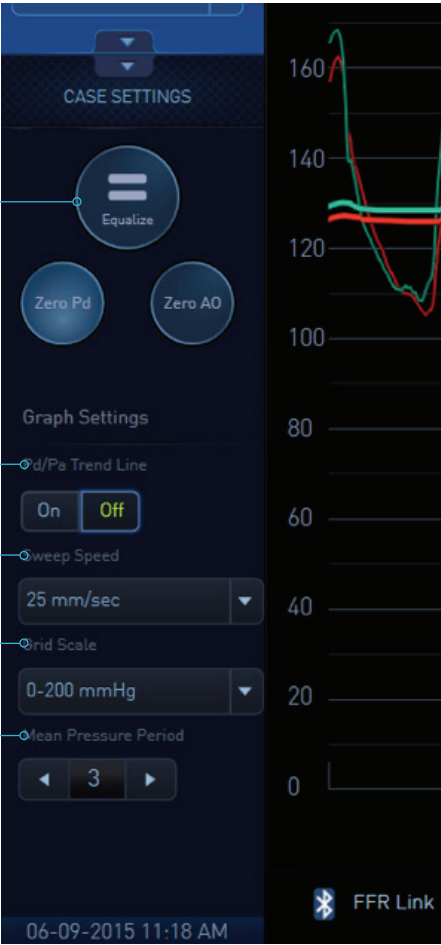 CASE SETTINGS
Equalize
Zero Pd
Zero AO
Graph Settings
Pd/Pa Trend Line
On
Off
Sweep Speed
25 mm/sec
Grid Scale
0-200 mmHg
Mean Pressure Period
3
06-09-2015 11:18 AM
160
140
120
100
80
60
40
20
0
FFR Link